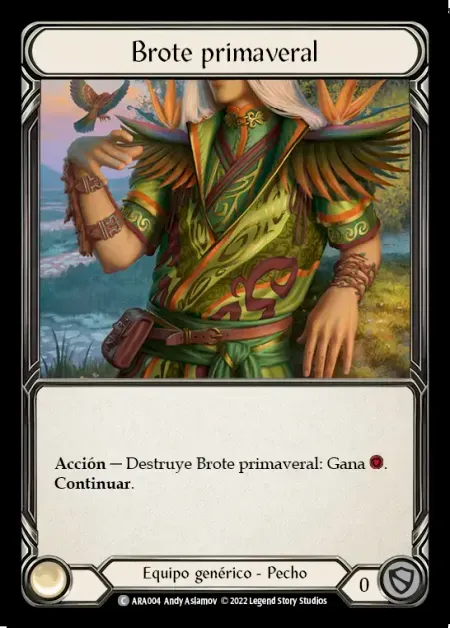 Brote primaveral
Acción — Destruye Brote primaveral: Gana.
Continuar.
Equipo genérico - Pecho
0
C ARA004 Andy Aslamov © 2022 Legend Story Studios